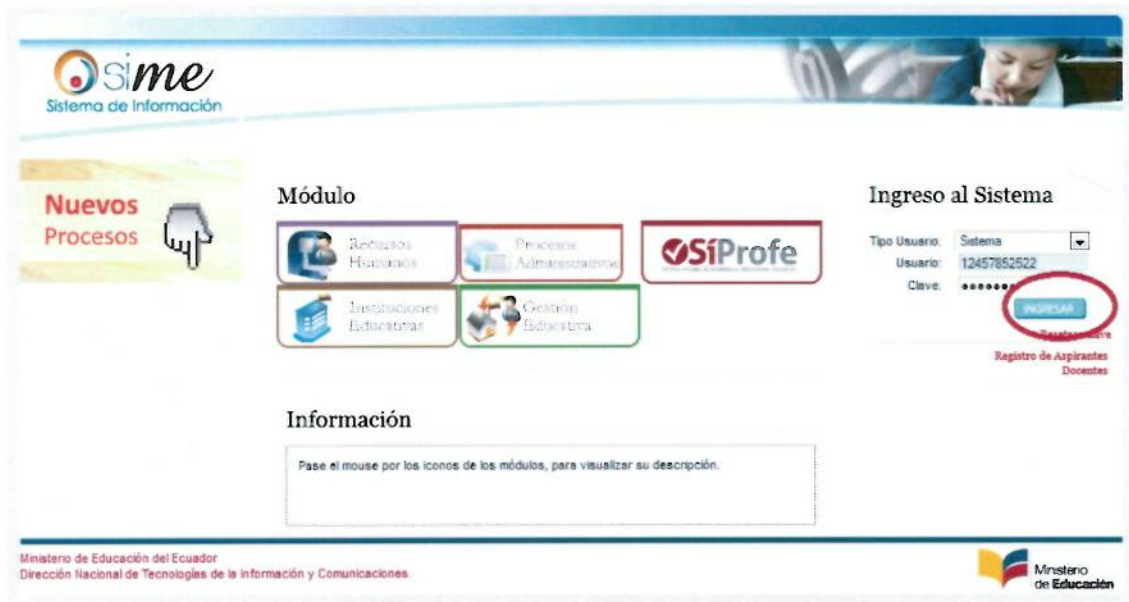 sime
Sistema de Información
Nuevos
Procesos
Módulo
Recursos
Humanos
Procesos
Administrativos
SíProfe
Instituciones
Educativas
Gestión
Educativa
Ingreso al Sistema
Tipo Usuario: Sistema
Usuario: 12457852522
Clave:
INGRESAR
Registro de Aspirantes
Docentes
Información
Pase el mouse por los iconos de los módulos, para visualizar su descripción.
Ministerio de Educación del Ecuador
Dirección Nacional de Tecnologías de la Información y Comunicaciones
Ministerio
de Educación